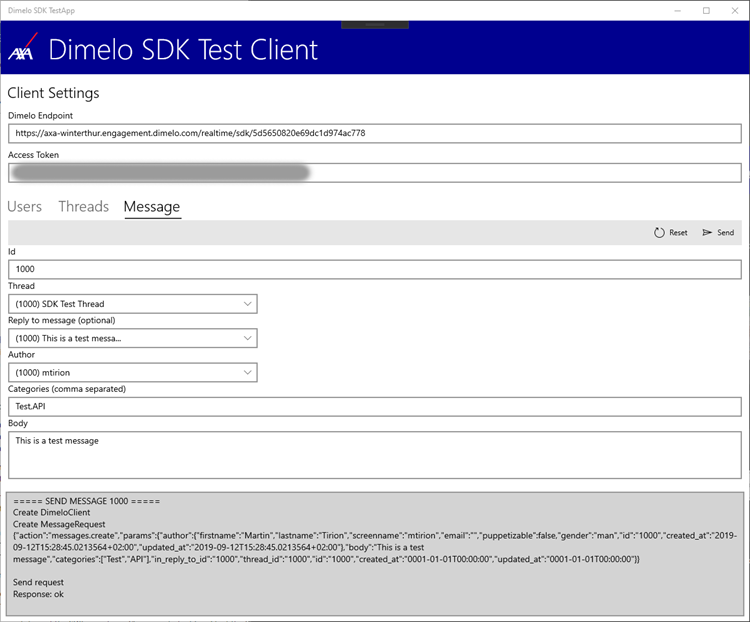 Dimelo SDK TestApp
AXA
Dimelo SDK Test Client
Client Settings
Dimelo Endpoint
https://axa-winterthur.engagement.dimelo.com/realtime/sdk/5d5650820e69dc1d974ac778
Access Token
Users Threads Message
Reset Send
Id
1000
Thread
(1000) SDK Test Thread
Reply to message (optional)
(1000) This is a test messa...
Author
(1000) mtirion
Categories (comma separated)
Test,API
Body
This is a test message
===== SEND MESSAGE 1000 =====
Create DimeloClient
Create MessageRequest
{"action":"messages.create","params":{"author":{"firstname":"Martin","lastname":"Tirion","screenname":"mtirion","email":"","puppetizable":false,"gender":"man","id":"1000","created_at":"2019-
09-12T15:28:45.0213564+02:00","updated_at":"2019-09-12T15:28:45.0213564+02:00"},"body":"This is a test
message","categories":["Test","API"],"in_reply_to_id":"1000","thread_id":"1000","id":"1000","created_at":"0001-01-01T00:00:00","updated_at":"0001-01-01T00:00:00"}}
Send request
Response: ok